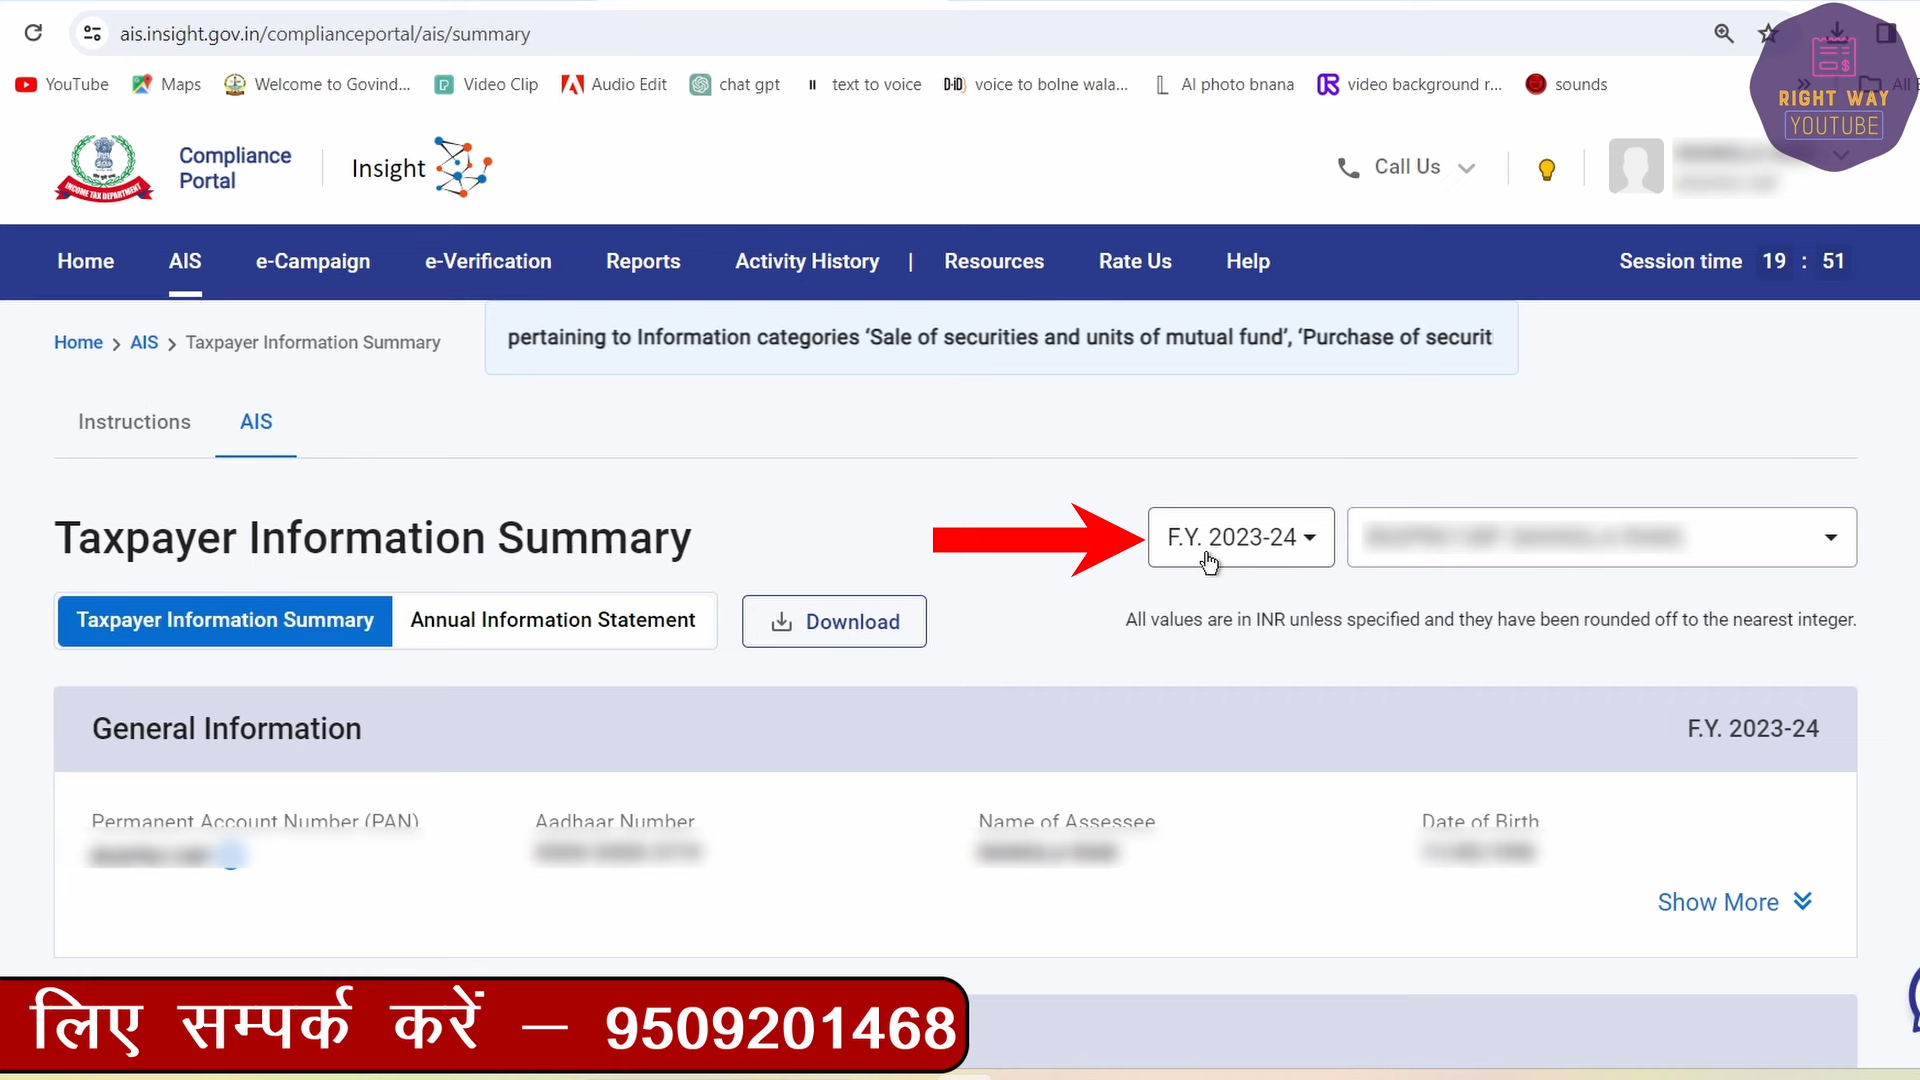 ais.insight.gov.in/complianceportal/ais/summary
YouTube Maps Welcome to Govind... Video Clip Audio Edit chat gpt text to voice D-iD voice to bolne wala... AI photo bnana video background r... sounds » All
RIGHT WAY
YOUTUBE
Compliance
Portal
Insight
INCOME TAX DEPARTMENT
Call Us
Home AIS e-Campaign e-Verification Reports Activity History | Resources Rate Us Help Session time 19 : 51
Home > AIS > Taxpayer Information Summary
pertaining to Information categories ‘Sale of securities and units of mutual fund’, ‘Purchase of securit
Instructions AIS
Taxpayer Information Summary
F.Y. 2023-24
Taxpayer Information Summary Annual Information Statement Download
All values are in INR unless specified and they have been rounded off to the nearest integer.
General Information F.Y. 2023-24
Permanent Account Number (PAN) Aadhaar Number Name of Assessee Date of Birth
Show More
लिए सम्पर्क करें – 9509201468